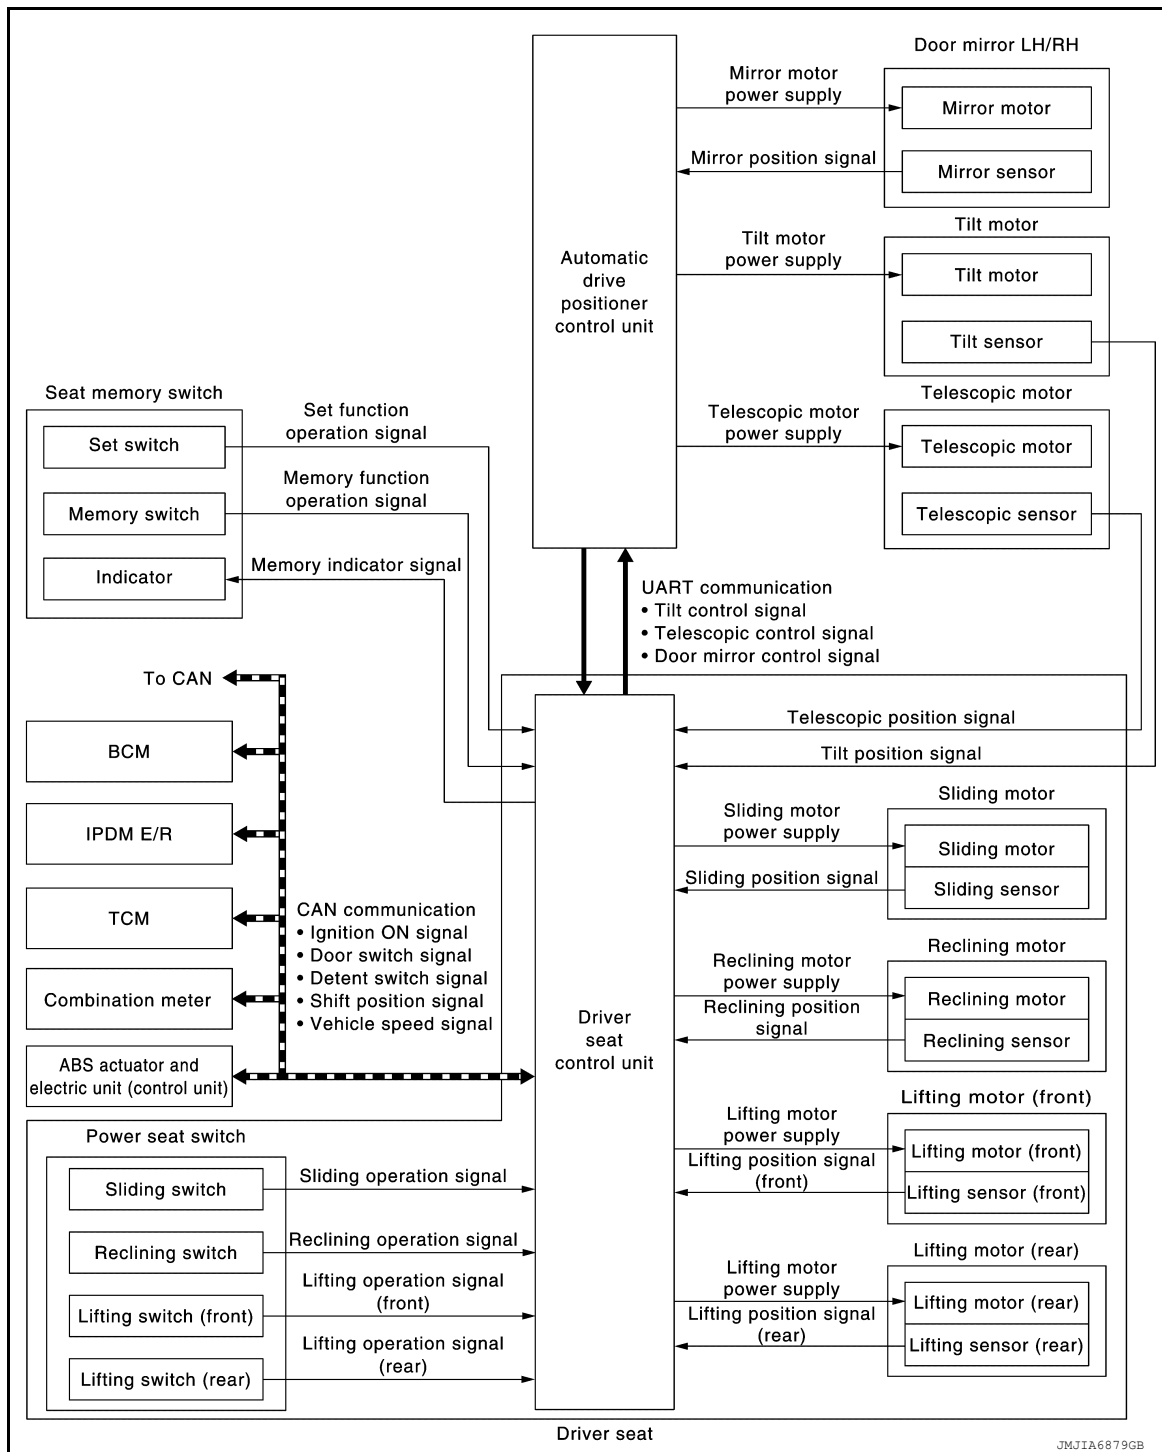 Door mirror LH/RH
Mirror motor
power supply
Mirror motor
Mirror position signal
Mirror sensor
Tilt motor
Tilt motor
power supply
Tilt motor
Tilt sensor
Automatic
drive
positioner
control unit
Telescopic motor
Telescopic motor
power supply
Telescopic motor
Telescopic sensor
Seat memory switch
Set function
operation signal
Set switch
Memory function
operation signal
Memory switch
Memory indicator signal
Indicator
UART communication
• Tilt control signal
• Telescopic control signal
• Door mirror control signal
To CAN
BCM
IPDM E/R
TCM
Combination meter
ABS actuator and
electric unit (control unit)
CAN communication
• Ignition ON signal
• Door switch signal
• Detent switch signal
• Shift position signal
• Vehicle speed signal
Telescopic position signal
Tilt position signal
Driver
seat
control unit
Sliding motor
Sliding motor
power supply
Sliding motor
Sliding position signal
Sliding sensor
Reclining motor
Reclining motor
power supply
Reclining motor
Reclining position
signal
Reclining sensor
Lifting motor (front)
Lifting motor
power supply
Lifting motor (front)
Lifting position signal
(front)
Lifting sensor (front)
Lifting motor (rear)
Lifting motor
power supply
Lifting motor (rear)
Lifting position signal
(rear)
Lifting sensor (rear)
Power seat switch
Sliding switch
Sliding operation signal
Reclining switch
Reclining operation signal
Lifting operation signal
(front)
Lifting switch (front)
Lifting operation signal
(rear)
Lifting switch (rear)
Driver seat
JMJIA6879GB